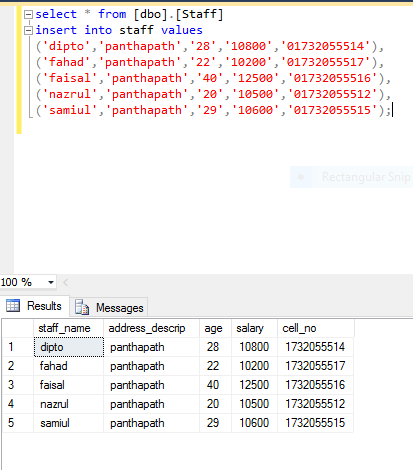 select * from [dbo].[Staff]
insert into staff values
('dipto','panthapath','28','10800','01732055514'),
('fahad','panthapath','22','10200','01732055517'),
('faisal','panthapath','40','12500','01732055516'),
('nazrul','panthapath','20','10500','01732055512'),
('samiul','panthapath','29','10600','01732055515');
Rectangular Snip
100 %
Results Messages
staff_name address_descrip age salary cell_no
1 dipto panthapath 28 10800 1732055514
2 fahad panthapath 22 10200 1732055517
3 faisal panthapath 40 12500 1732055516
4 nazrul panthapath 20 10500 1732055512
5 samiul panthapath 29 10600 1732055515